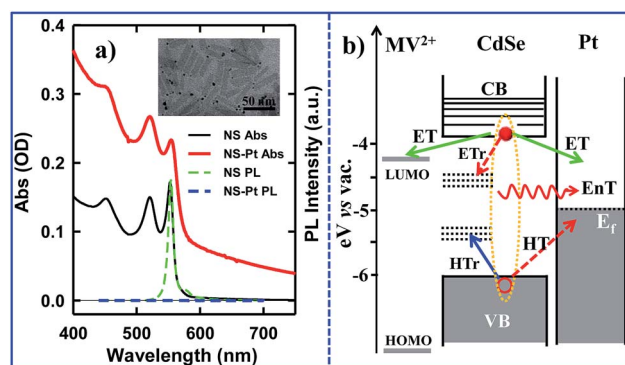 a)
Abs (OD)
0.4
0.3
0.2
0.1
0.0
50 nm
NS Abs
NS-Pt Abs
NS PL
NS-Pt PL
PL Intensity (a.u.)
400 500 600 700
Wavelength (nm)
b) MV2+ CdSe Pt
eV vs vac.
-4
-5
-6
CB
ET
ET
LUMO
ETr
EnT
Ef
HT
HTr
VB
HOMO